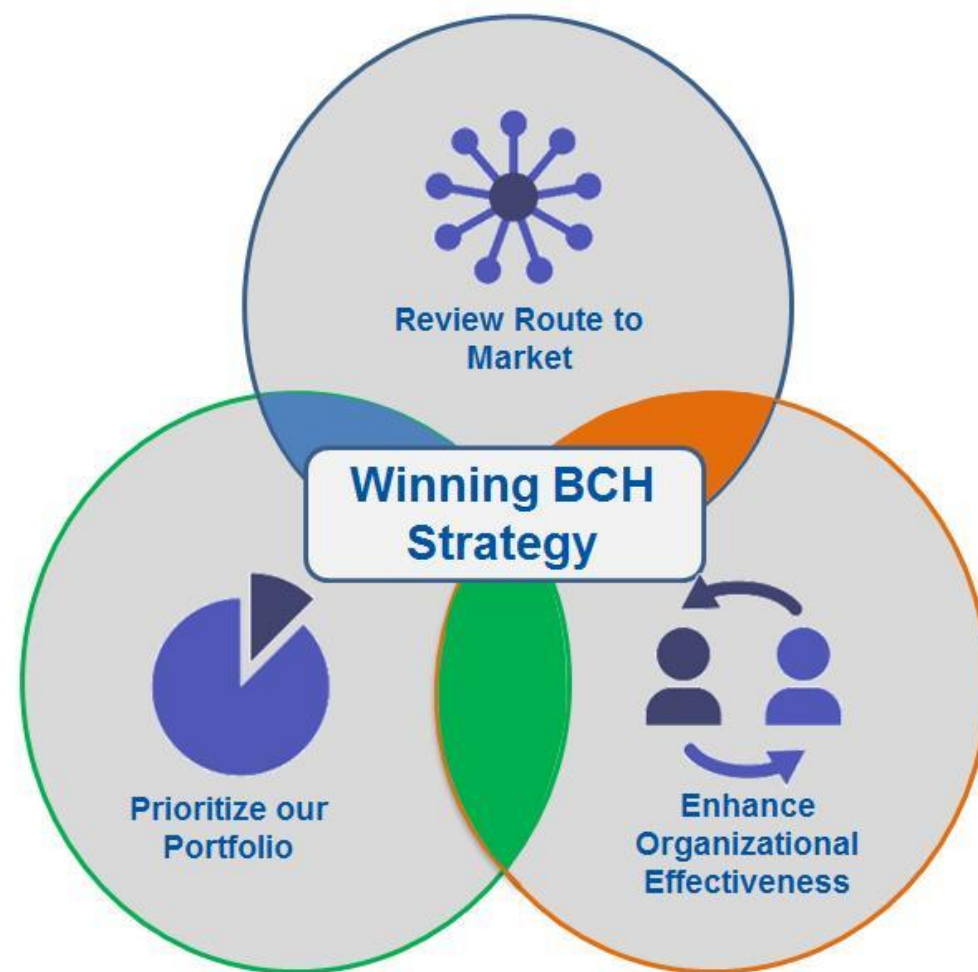 Review Route to
Market
Winning BCH
Strategy
Prioritize our
Portfolio
Enhance
Organizational
Effectiveness